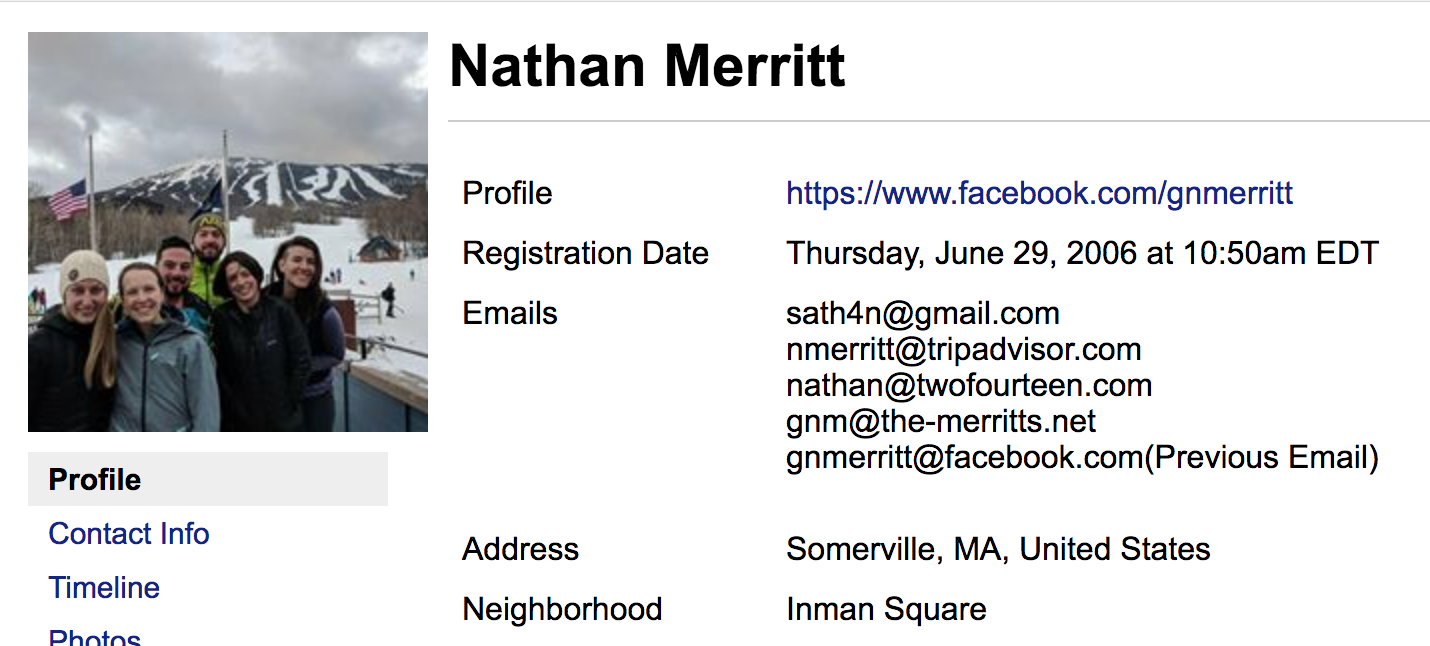 Nathan Merritt
Profile https://www.facebook.com/gnmerritt
Registration Date Thursday, June 29, 2006 at 10:50am EDT
Emails sath4n@gmail.com
nmerritt@tripadvisor.com
nathan@twofourteen.com
gnm@the-merritts.net
gnmerritt@facebook.com(Previous Email)
Address Somerville, MA, United States
Neighborhood Inman Square
Profile
Contact Info
Timeline
Photos